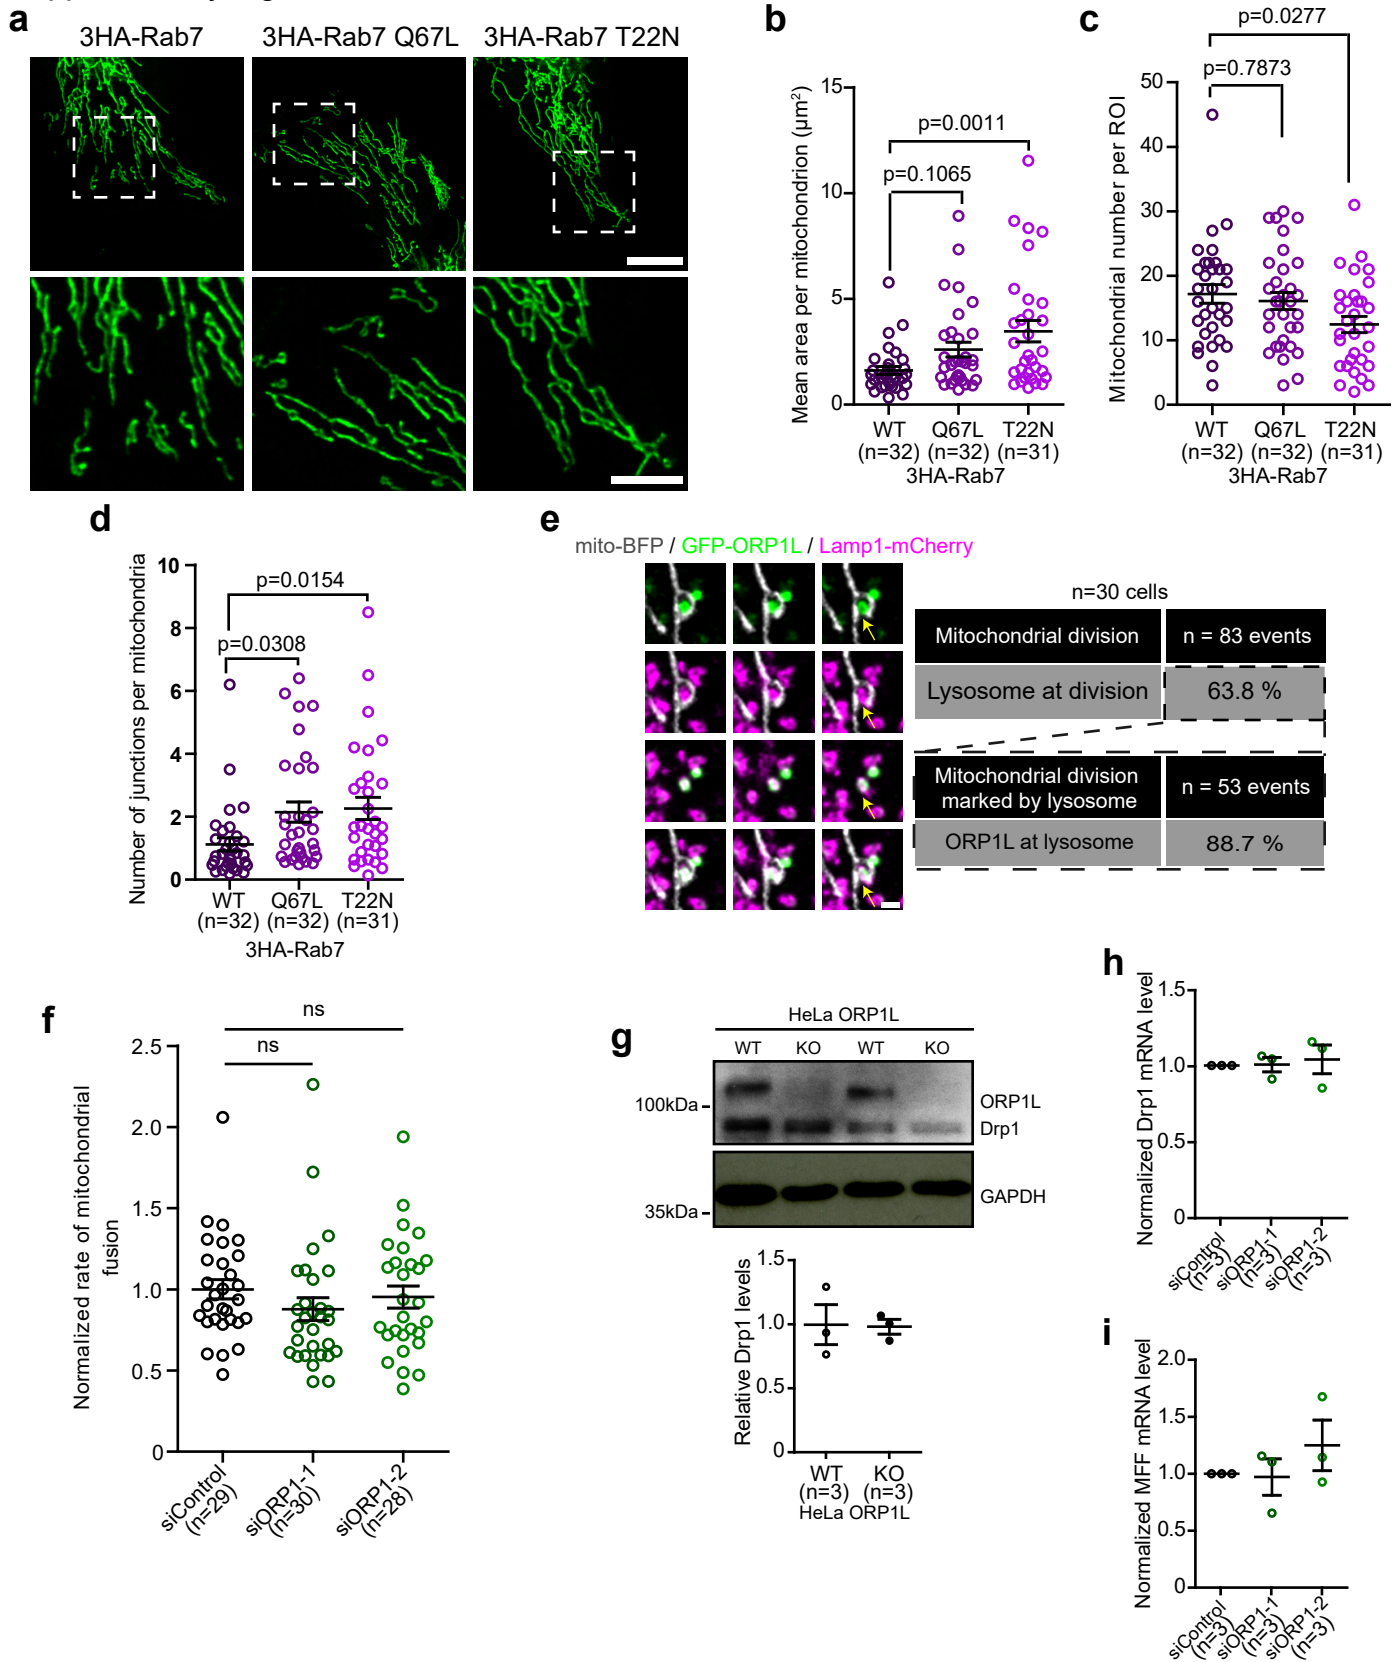 a
3HA-Rab7
3HA-Rab7 Q67L
3HA-Rab7 T22N
b
p=0.0011
p=0.1065
Mean area per mitochondrion (µm²)
15
10
5
0
WT
(n=32)
Q67L
(n=32)
T22N
(n=31)
3HA-Rab7
c
p=0.0277
p=0.7873
Mitochondrial number per ROI
50
40
30
20
10
0
WT
(n=32)
Q67L
(n=32)
T22N
(n=31)
3HA-Rab7
d
p=0.0154
p=0.0308
Number of junctions per mitochondria
10
8
6
4
2
0
WT
(n=32)
Q67L
(n=32)
T22N
(n=31)
3HA-Rab7
e
mito-BFP / GFP-ORP1L / Lamp1-mCherry
n=30 cells
Mitochondrial division
n = 83 events
Lysosome at division
63.8 %
Mitochondrial division
marked by lysosome
n = 53 events
ORP1L at lysosome
88.7 %
f
ns
ns
Normalized rate of mitochondrial
fusion
2.5
2.0
1.5
1.0
0.5
0
siControl
(n=29)
siORP1-1
(n=30)
siORP1-2
(n=28)
g
HeLa ORP1L
WT
KO
WT
KO
100kDa
ORP1L
Drp1
GAPDH
35kDa
Relative Drp1 levels
1.5
1.0
0.5
0
WT
(n=3)
KO
(n=3)
HeLa ORP1L
h
Normalized Drp1 mRNA level
1.5
1.0
0.5
0
siControl
(n=3)
siORP1-1
(n=3)
siORP1-2
(n=3)
i
Normalized MFF mRNA level
2.0
1.5
1.0
0.5
0
siControl
(n=3)
siORP1-1
(n=3)
siORP1-2
(n=3)